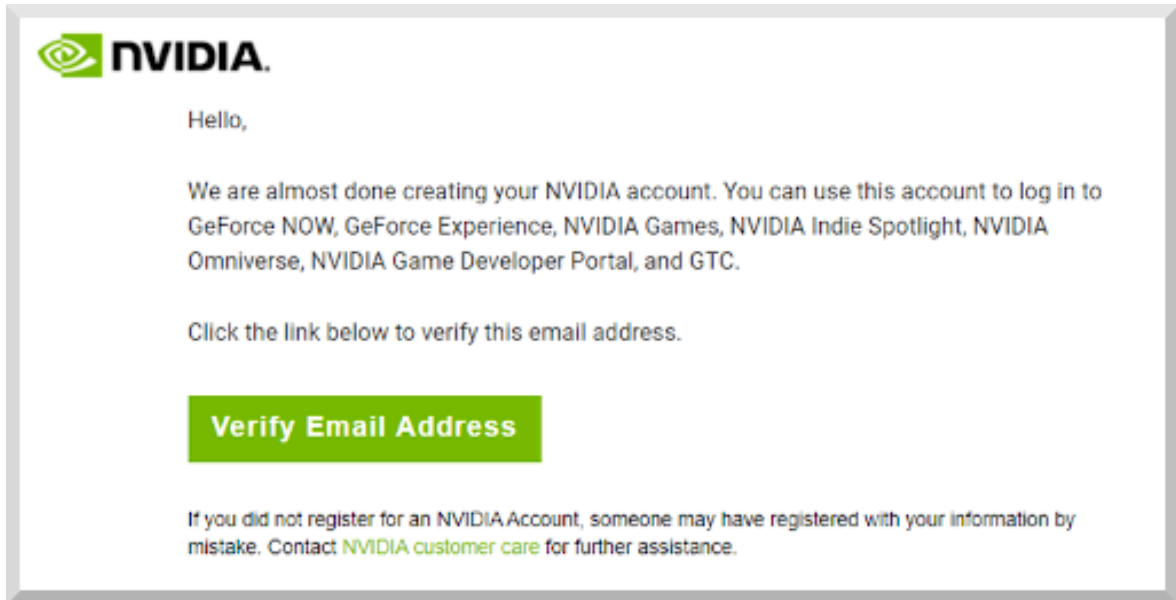 NVIDIA.
Hello,
We are almost done creating your NVIDIA account. You can use this account to log in to
GeForce NOW, GeForce Experience, NVIDIA Games, NVIDIA Indie Spotlight, NVIDIA
Omniverse, NVIDIA Game Developer Portal, and GTC.
Click the link below to verify this email address.
Verify Email Address
If you did not register for an NVIDIA Account, someone may have registered with your information by
mistake. Contact NVIDIA customer care for further assistance.